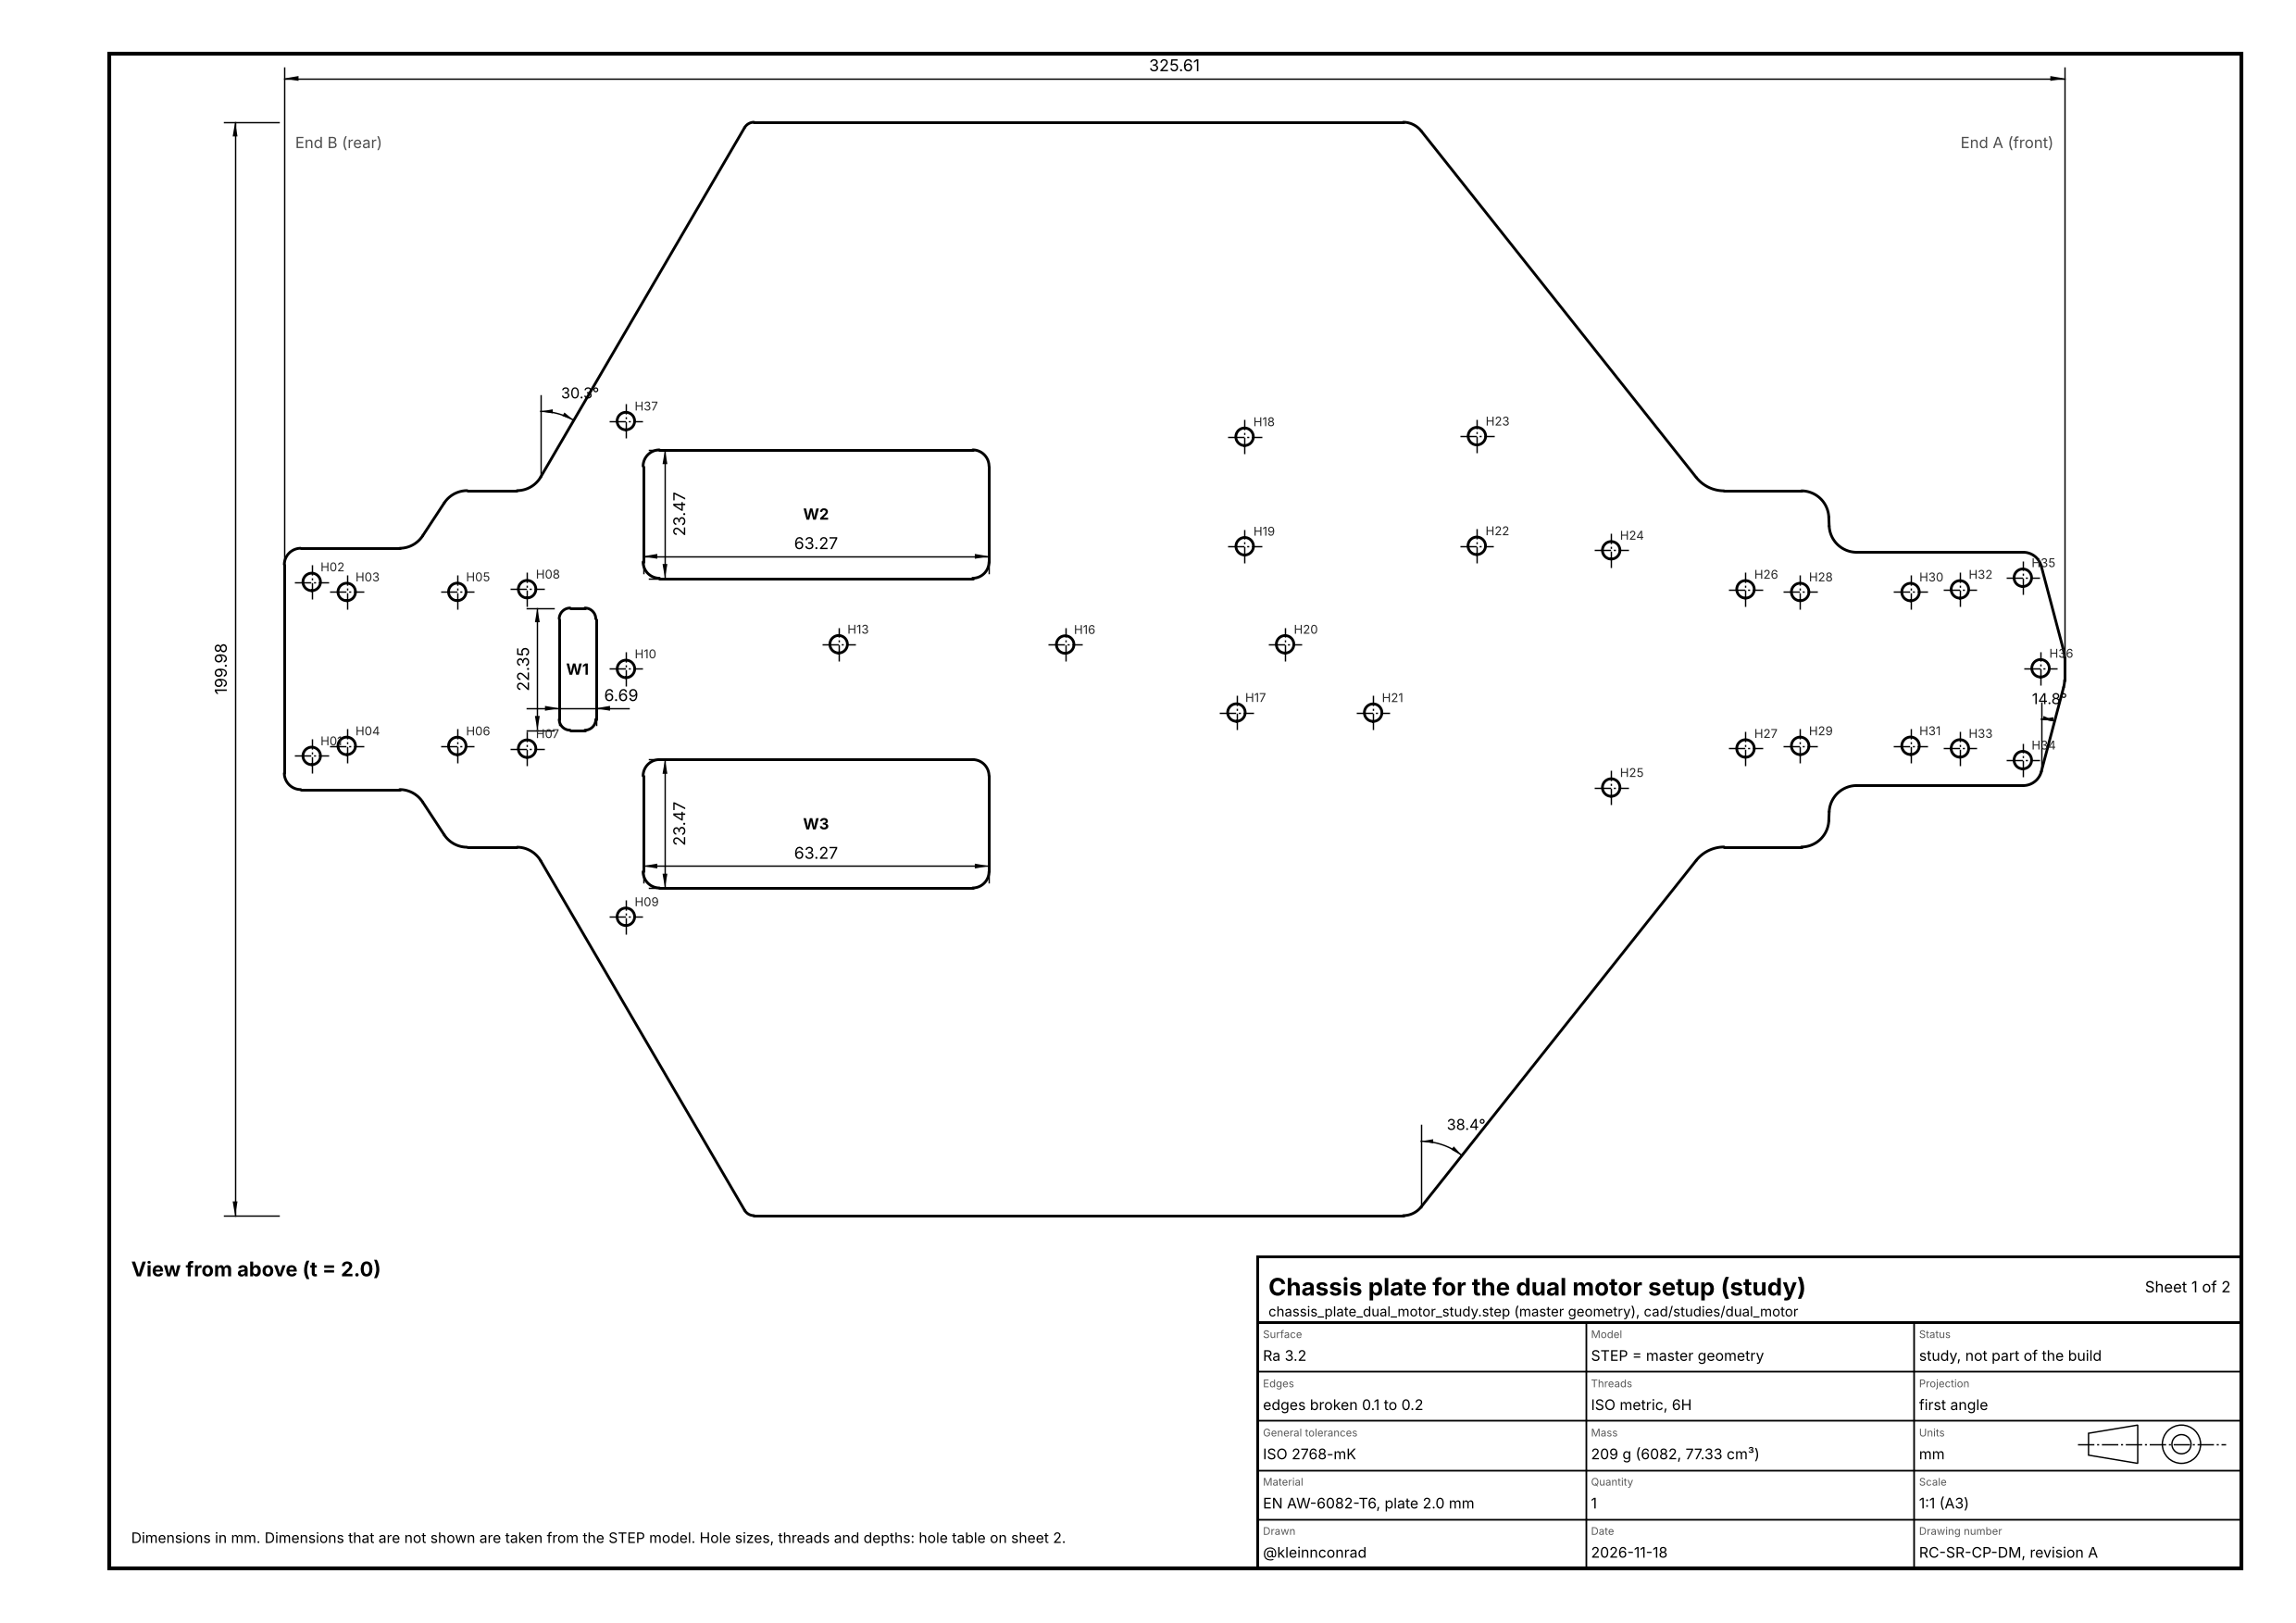 325.61
End B (rear)
End A (front)
199.98
30.3°
H37
H18
H23
23.47
W2
63.27
H19
H22
H24
H02
H03
H05
H08
H26
H28
H30
H32
H35
22.35
W1
H10
6.69
H13
H16
H20
H36
14.8°
H17
H21
H04
H06
H07
H27
H29
H31
H33
H34
H25
23.47
W3
63.27
H09
38.4°
View from above (t = 2.0)
Chassis plate for the dual motor setup (study)
Sheet 1 of 2
chassis_plate_dual_motor_study.step (master geometry), cad/studies/dual_motor
Surface
Ra 3.2
Model
STEP = master geometry
Status
study, not part of the build
Edges
edges broken 0.1 to 0.2
Threads
ISO metric, 6H
Projection
first angle
General tolerances
ISO 2768-mK
Mass
209 g (6082, 77.33 cm³)
Units
mm
Material
EN AW-6082-T6, plate 2.0 mm
Quantity
1
Scale
1:1 (A3)
Drawn
@kleinnconrad
Date
2026-11-18
Drawing number
RC-SR-CP-DM, revision A
Dimensions in mm. Dimensions that are not shown are taken from the STEP model. Hole sizes, threads and depths: hole table on sheet 2.